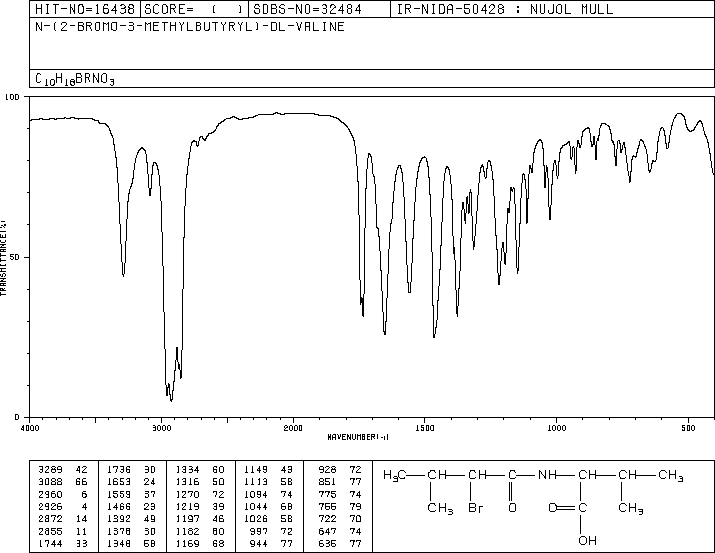 HIT-NO=16438 SCORE= ( ) SDBS-NO=32484 IR-NIDA-50428 : NUJOL MULL
N-(2-BROMO-3-METHYLBUTYRYL)-DL-VALINE
C10H18BRNO3
100
50
0
TRANSMITTANCE(%)
4000 3000 2000 1500 1000 500
WAVENUMBER(-1)
3289 42 1736 30 1334 60 1149 43 928 72
3088 66 1653 24 1316 50 1113 58 851 77
2960 6 1559 37 1270 72 1094 74 775 74
2926 4 1466 23 1219 39 1044 68 766 79
2872 14 1392 49 1197 46 1026 58 722 70
2855 11 1378 30 1182 60 997 72 647 74
1744 33 1348 58 1169 68 944 77 636 77
H3C CH CH C NH CH CH CH3
CH3 Br O O C CH3
OH